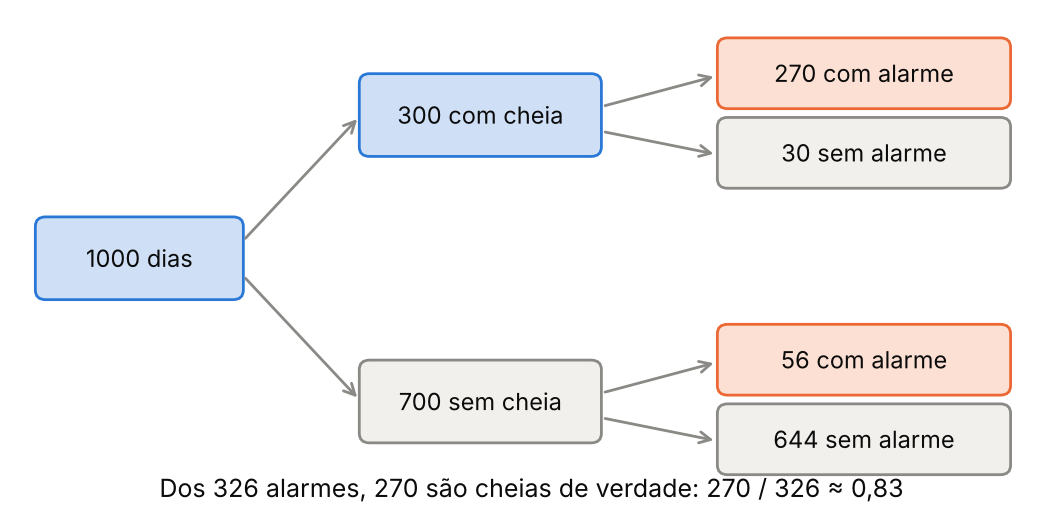 270 com alarme
300 com cheia
30 sem alarme
1000 dias
56 com alarme
700 sem cheia
644 sem alarme
Dos 326 alarmes, 270 são cheias de verdade: 270 / 326 ≈ 0,83